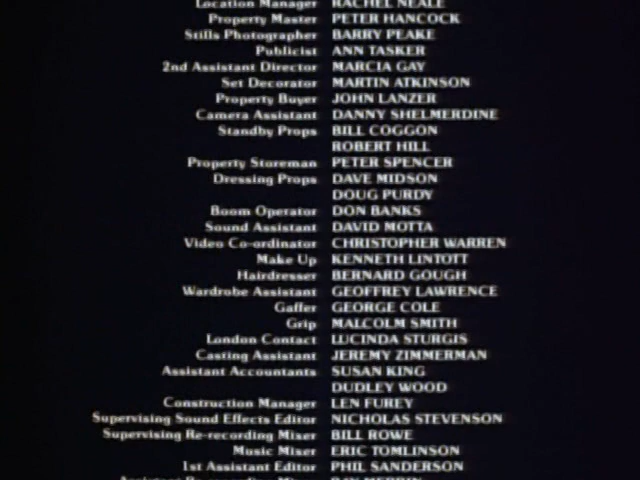 Location Manager RACHEL NEALE
Property Master PETER HANCOCK
Stills Photographer BARRY PEAKE
Publicist ANN TASKER
2nd Assistant Director MARCIA GAY
Set Decorator MARTIN ATKINSON
Property Buyer JOHN LANZER
Camera Assistant DANNY SHELMERDINE
Standby Props BILL COGGON
ROBERT HILL
Property Storeman PETER SPENCER
Dressing Props DAVE MIDSON
DOUG PURDY
Boom Operator DON BANKS
Sound Assistant DAVID MOTTA
Video Co-ordinator CHRISTOPHER WARREN
Make Up KENNETH LINTOTT
Hairdresser BERNARD GOUGH
Wardrobe Assistant GEOFFREY LAWRENCE
Gaffer GEORGE COLE
Grip MALCOLM SMITH
London Contact LUCINDA STURGIS
Casting Assistant JEREMY ZIMMERMAN
Assistant Accountants SUSAN KING
DUDLEY WOOD
Construction Manager LEN FUREY
Supervising Sound Effects Editor NICHOLAS STEVENSON
Supervising Re-recording Mixer BILL ROWE
Music Mixer ERIC TOMLINSON
1st Assistant Editor PHIL SANDERSON